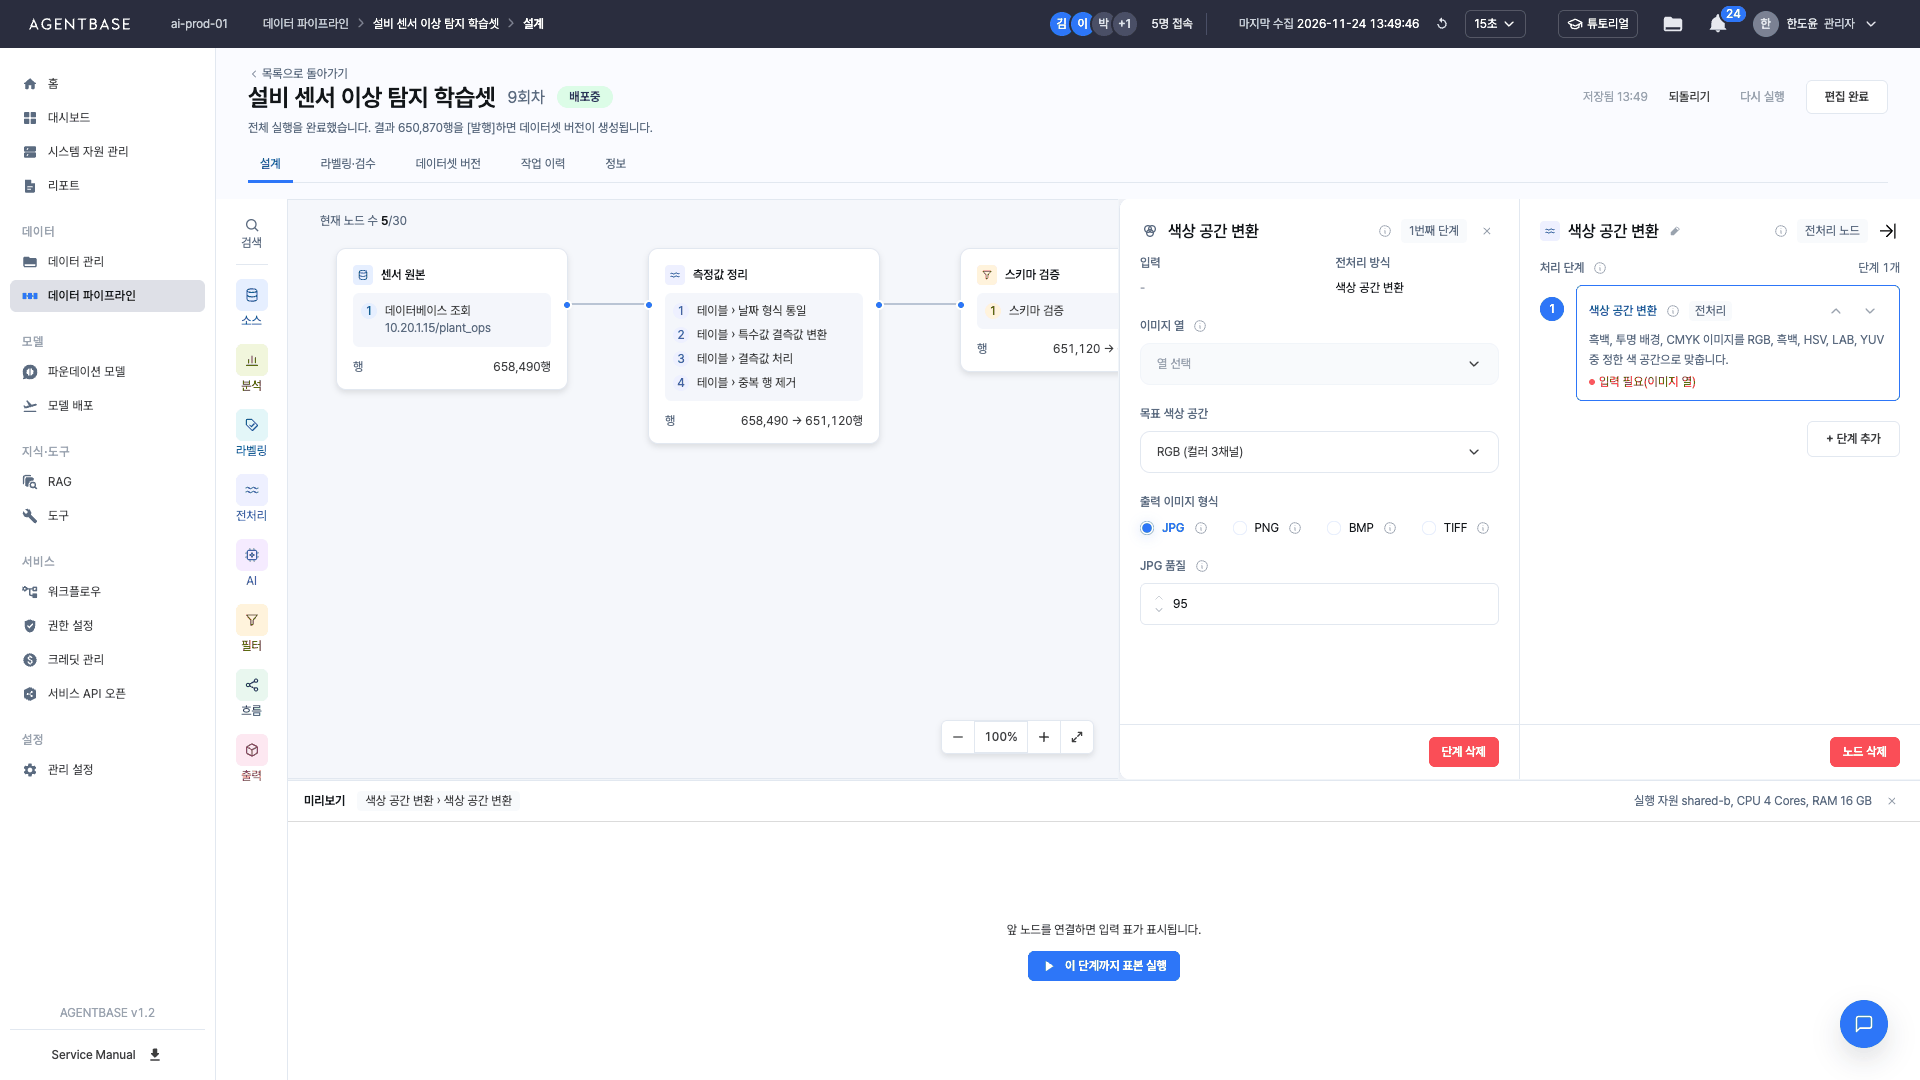 AGENTBASE
ai-prod-01
데이터 파이프라인
설비 센서 이상 탐지 학습셋
설계
김
이
박
+1
5명 접속
마지막 수집 2026-11-24 13:49:46
15초
튜토리얼
24
한
한도윤 관리자
홈
대시보드
시스템 자원 관리
리포트
데이터
데이터 관리
데이터 파이프라인
모델
파운데이션 모델
모델 배포
지식·도구
RAG
도구
서비스
워크플로우
권한 설정
크레딧 관리
서비스 API 오픈
설정
관리 설정
AGENTBASE v1.2
Service Manual
목록으로 돌아가기
설비 센서 이상 탐지 학습셋
9회차
배포중
저장됨 13:49
되돌리기
다시 실행
편집 완료
전체 실행을 완료했습니다. 결과 650,870행을 [발행]하면 데이터셋 버전이 생성됩니다.
설계
라벨링·검수
데이터셋 버전
작업 이력
정보
검색
소스
분석
라벨링
전처리
AI
필터
흐름
출력
현재 노드 수 5/30
센서 원본
1
데이터베이스 조회
10.20.1.15/plant_ops
행
658,490행
측정값 정리
1 테이블 › 날짜 형식 통일
2 테이블 › 특수값 결측값 변환
3 테이블 › 결측값 처리
4 테이블 › 중복 행 제거
행
658,490 → 651,120행
스키마 검증
1 스키마 검증
행
651,120 →
100%
색상 공간 변환
1번째 단계
입력
-
전처리 방식
색상 공간 변환
이미지 열
열 선택
목표 색상 공간
RGB (컬러 3채널)
출력 이미지 형식
JPG
PNG
BMP
TIFF
JPG 품질
95
단계 삭제
색상 공간 변환
전처리 노드
처리 단계
단계 1개
1
색상 공간 변환
전처리
흑백, 투명 배경, CMYK 이미지를 RGB, 흑백, HSV, LAB, YUV
중 정한 색 공간으로 맞춥니다.
입력 필요(이미지 열)
+ 단계 추가
노드 삭제
미리보기
색상 공간 변환 › 색상 공간 변환
실행 자원 shared-b, CPU 4 Cores, RAM 16 GB
앞 노드를 연결하면 입력 표가 표시됩니다.
이 단계까지 표본 실행